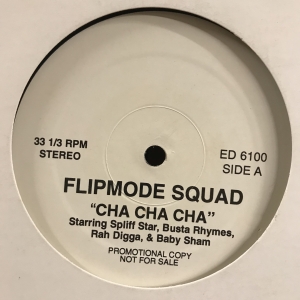 33 1/3 RPM
STEREO
ED 6100
SIDE A
FLIPMODE SQUAD
"CHA CHA CHA"
Starring Spliff Star, Busta Rhymes,
Rah Digga, & Baby Sham
PROMOTIONAL COPY
NOT FOR SALE